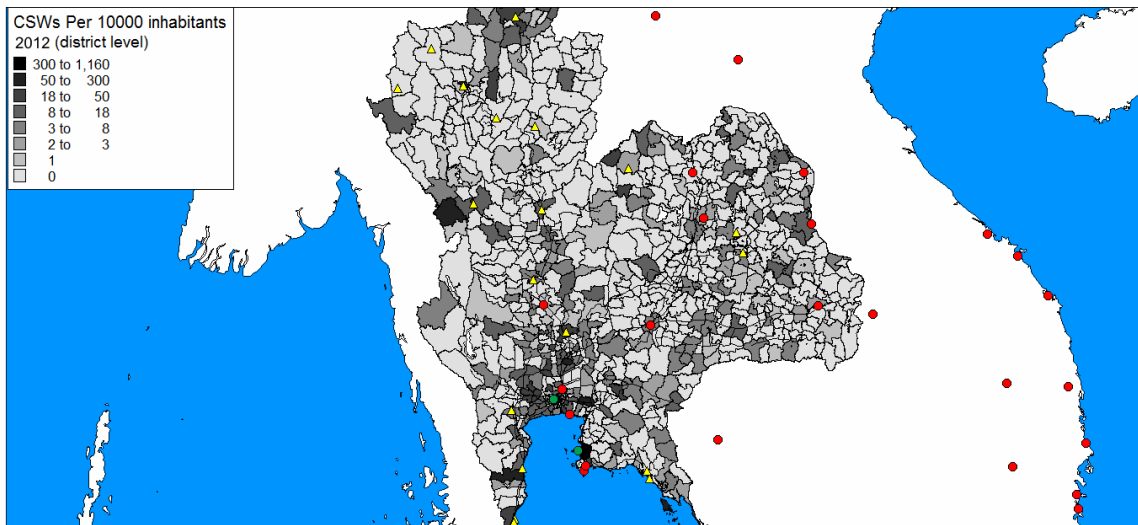 CSWs Per 10000 inhabitants
2012 (district level)
300 to 1,160
50 to 300
18 to 50
8 to 18
3 to 8
2 to 3
1
0